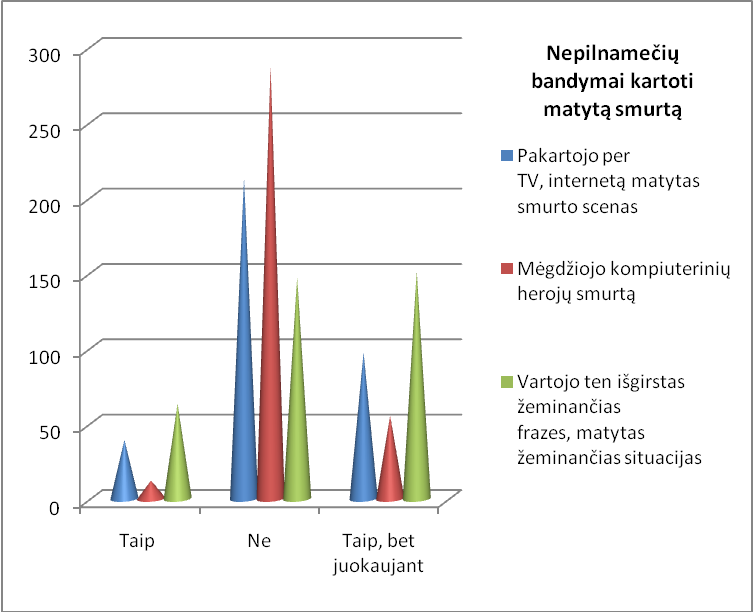 Nepilnamečių
bandymai kartoti
matytą smurtą
300
250
200
150
100
50
0
Taip
Ne
Taip, bet
juokaujant
Pakartojo per
TV, internetą matytas
smurto scenas
Mėgdžiojo kompiuterinių
herojų smurtą
Vartojo ten išgirstas
žeminančias
frazes, matytas
žeminančias situacijas